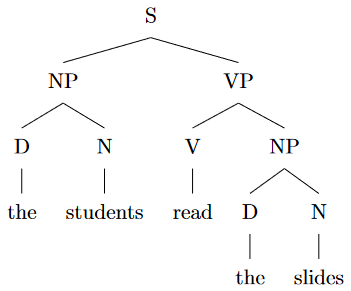 S
NP VP
D N V NP
the students read D N
the slides